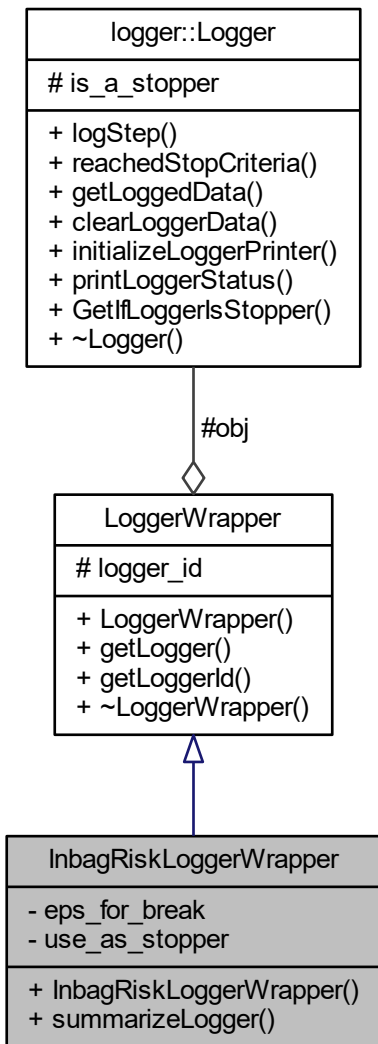 logger::Logger
# is_a_stopper
+ logStep()
+ reachedStopCriteria()
+ getLoggedData()
+ clearLoggerData()
+ initializeLoggerPrinter()
+ printLoggerStatus()
+ GetIfLoggerIsStopper()
+ ~Logger()
#obj
LoggerWrapper
# logger_id
+ LoggerWrapper()
+ getLogger()
+ getLoggerId()
+ ~LoggerWrapper()
InbagRiskLoggerWrapper
- eps_for_break
- use_as_stopper
+ InbagRiskLoggerWrapper()
+ summarizeLogger()